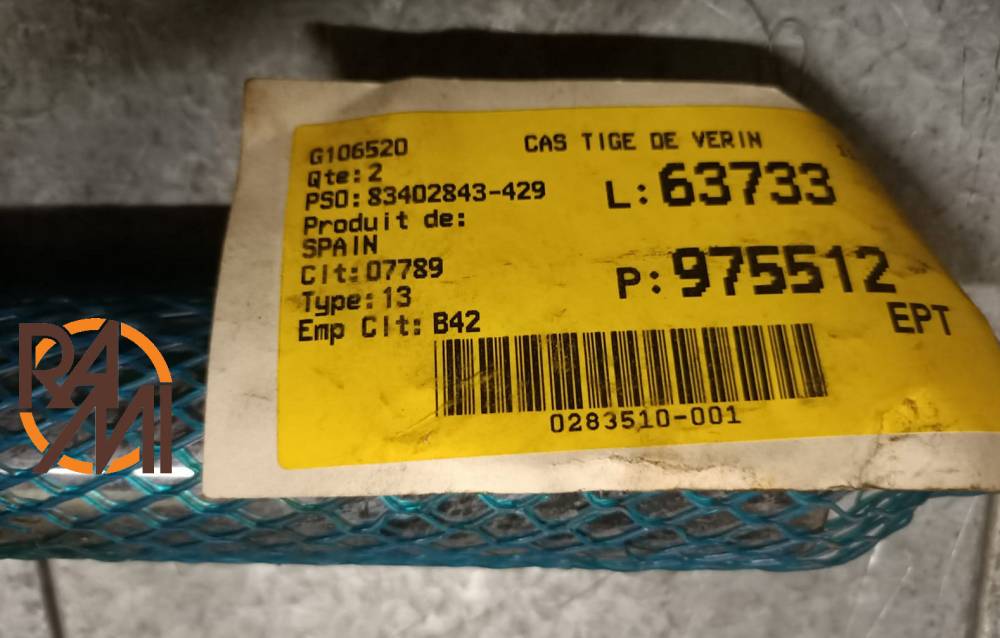 G106520
CAS TIGE DE VERIN
Qte:2
L:63733
PSO:83402843-429
Produit de:
SPAIN
Clt:07789
P:975512
Type:13
EPT
Emp Clt:B42
0283510-001
RAMI